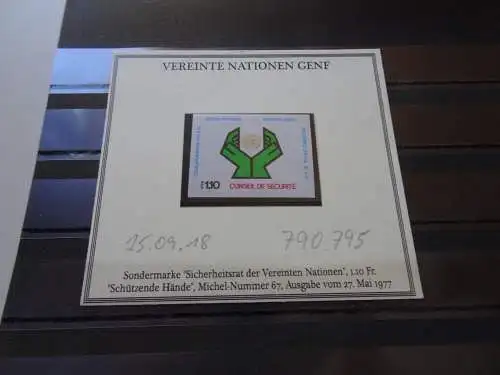 VEREINTE NATIONEN GENF
1,10
CONSEIL DE SÉCURITÉ
25.09.18 790.795
Sondermarke "Sicherheitsrat der Vereinten Nationen", 1.10 Fr.
"Schützende Hände", Michel-Nummer 67, Ausgabe vom 27. Mai 1977